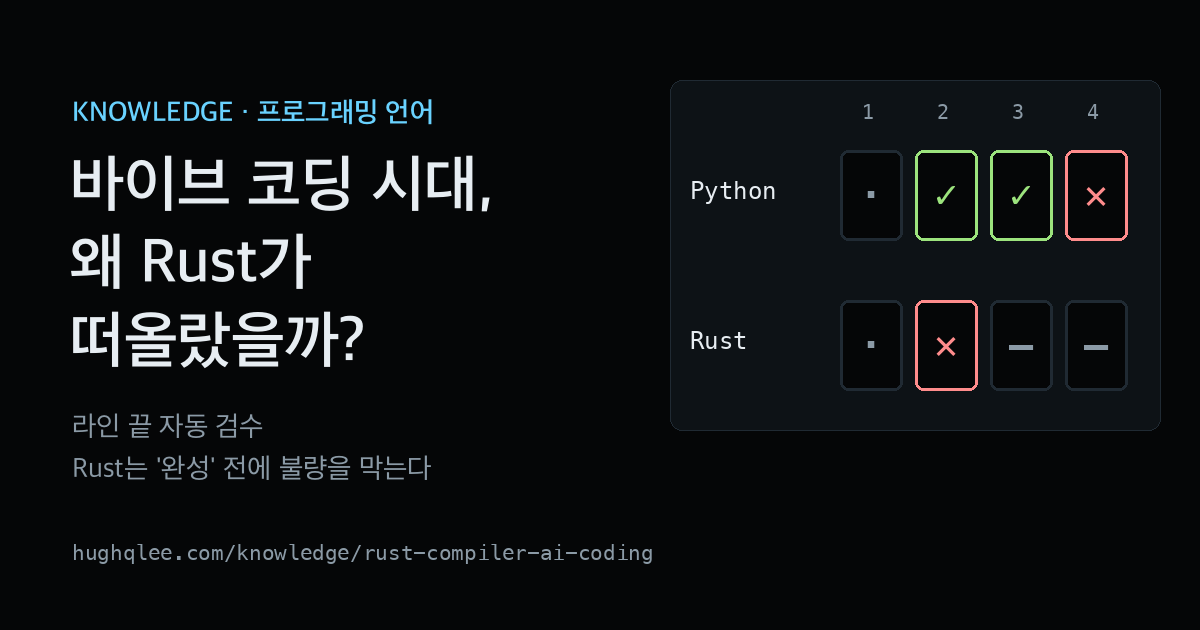 KNOWLEDGE · 프로그래밍 언어
바이브 코딩 시대,
왜 Rust가
떠올랐을까?
라인 끝 자동 검수
Rust는 '완성' 전에 불량을 막는다
hughqlee.com/knowledge/rust-compiler-ai-coding
1 2 3 4
Python · ✓ ✓ ✕
Rust · ✕ — —